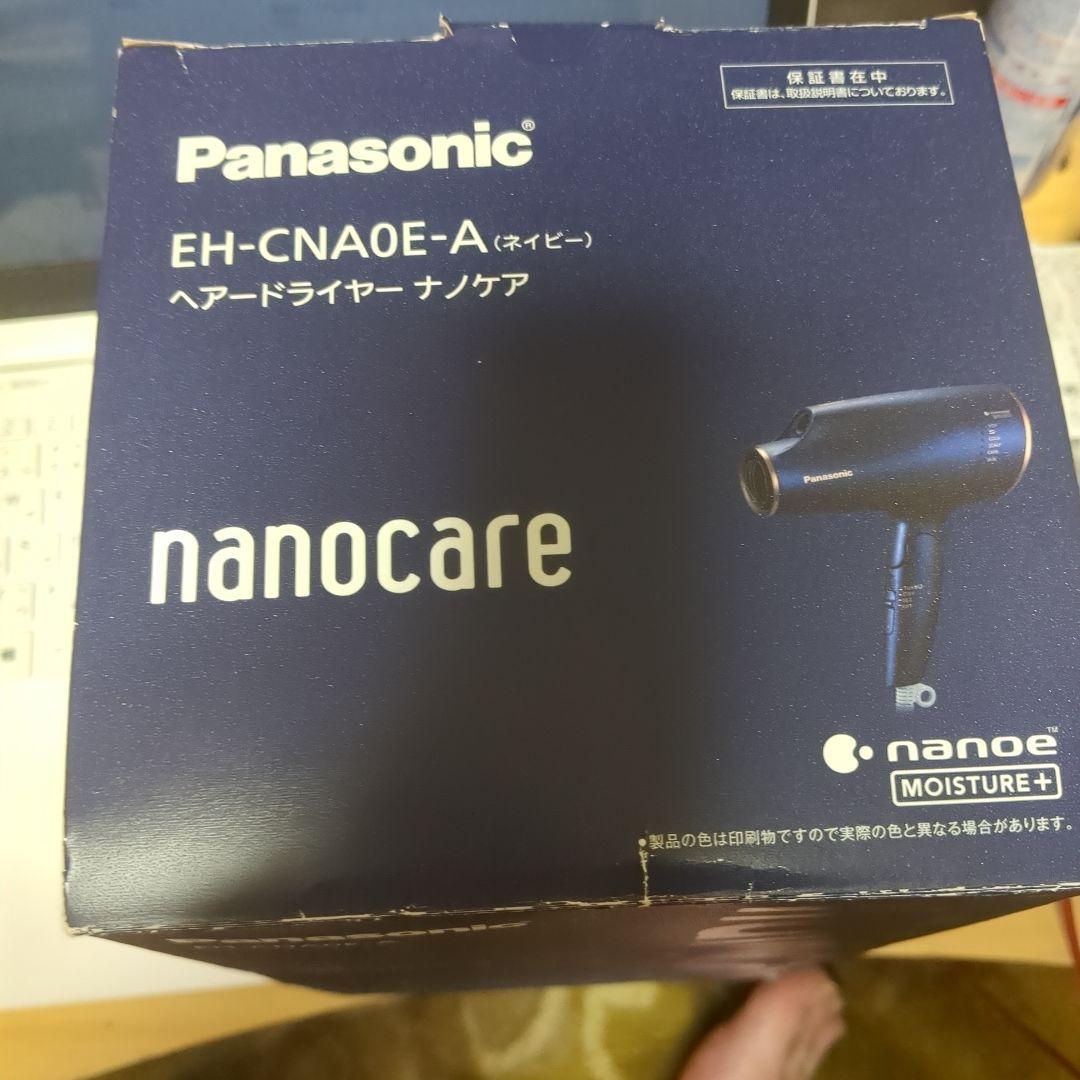 保証書在中
保証書は、取扱説明書についております。
Panasonic®
EH-CNA0E-A（ネイビー）
ヘアードライヤー ナノケア
Panasonic
nanocare
nanoe™
MOISTURE+
•製品の色は印刷物ですので実際の色と異なる場合があります。
Panasonic